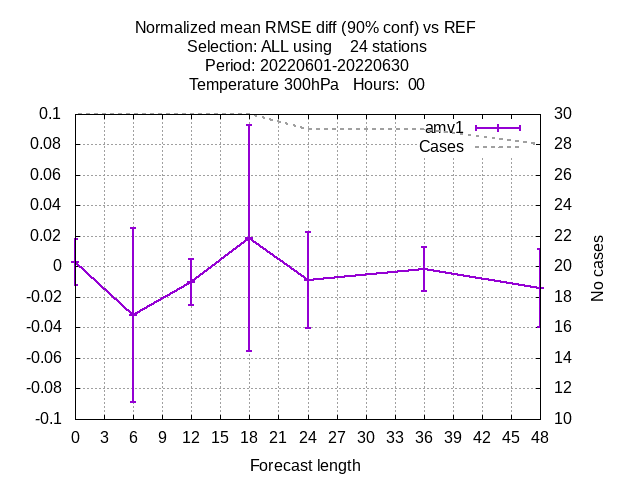 Normalized mean RMSE diff (90% conf) vs REF
Selection: ALL using    24 stations
Period: 20220601-20220630
Temperature 300hPa   Hours:  00
0.1
0.08
0.06
0.04
0.02
0
-0.02
-0.04
-0.06
-0.08
-0.1
amv1
Cases
30
28
26
24
22
20
18
16
14
12
10
No cases
0 3 6 9 12 15 18 21 24 27 30 33 36 39 42 45 48
Forecast length